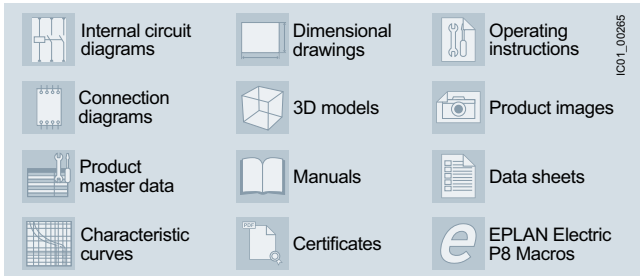 Internal circuit
diagrams
Dimensional
drawings
Operating
instructions
IC01_00265
Connection
diagrams
3D models
Product images
Product
master data
Manuals
Data sheets
Characteristic
curves
PDF
Certificates
e
EPLAN Electric
P8 Macros